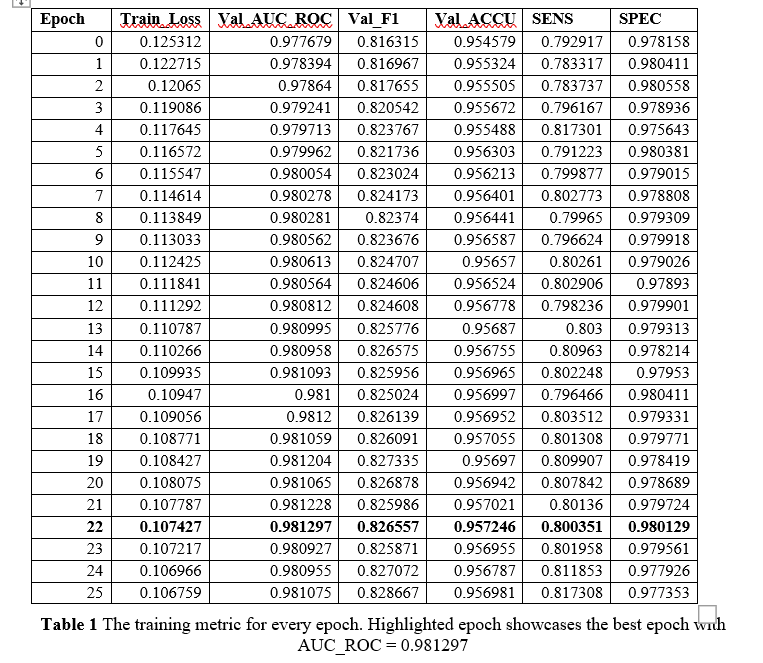 Epoch Train_Loss Val_AUC_ROC Val_F1 Val_ACCU SENS SPEC
0 0.125312 0.977679 0.816315 0.954579 0.792917 0.978158
1 0.122715 0.978394 0.816967 0.955324 0.783317 0.980411
2 0.12065 0.97864 0.817655 0.955505 0.783737 0.980558
3 0.119086 0.979241 0.820542 0.955672 0.796167 0.978936
4 0.117645 0.979713 0.823767 0.955488 0.817301 0.975643
5 0.116572 0.979962 0.821736 0.956303 0.791223 0.980381
6 0.115547 0.980054 0.823024 0.956213 0.799877 0.979015
7 0.114614 0.980278 0.824173 0.956401 0.802773 0.978808
8 0.113849 0.980281 0.82374 0.956441 0.79965 0.979309
9 0.113033 0.980562 0.823676 0.956587 0.796624 0.979918
10 0.112425 0.980613 0.824707 0.95657 0.80261 0.979026
11 0.111841 0.980564 0.824606 0.956524 0.802906 0.97893
12 0.111292 0.980812 0.824608 0.956778 0.798236 0.979901
13 0.110787 0.980995 0.825776 0.95687 0.803 0.979313
14 0.110266 0.980958 0.826575 0.956755 0.80963 0.978214
15 0.109935 0.981093 0.825956 0.956965 0.802248 0.97953
16 0.10947 0.981 0.825024 0.956997 0.796466 0.980411
17 0.109056 0.9812 0.826139 0.956952 0.803512 0.979331
18 0.108771 0.981059 0.826091 0.957055 0.801308 0.979771
19 0.108427 0.981204 0.827335 0.95697 0.809907 0.978419
20 0.108075 0.981065 0.826878 0.956942 0.807842 0.978689
21 0.107787 0.981228 0.825986 0.957021 0.80136 0.979724
22 0.107427 0.981297 0.826557 0.957246 0.800351 0.980129
23 0.107217 0.980927 0.825871 0.956955 0.801958 0.979561
24 0.106966 0.980955 0.827072 0.956787 0.811853 0.977926
25 0.106759 0.981075 0.828667 0.956981 0.817308 0.977353
Table 1 The training metric for every epoch. Highlighted epoch showcases the best epoch with
AUC_ROC = 0.981297